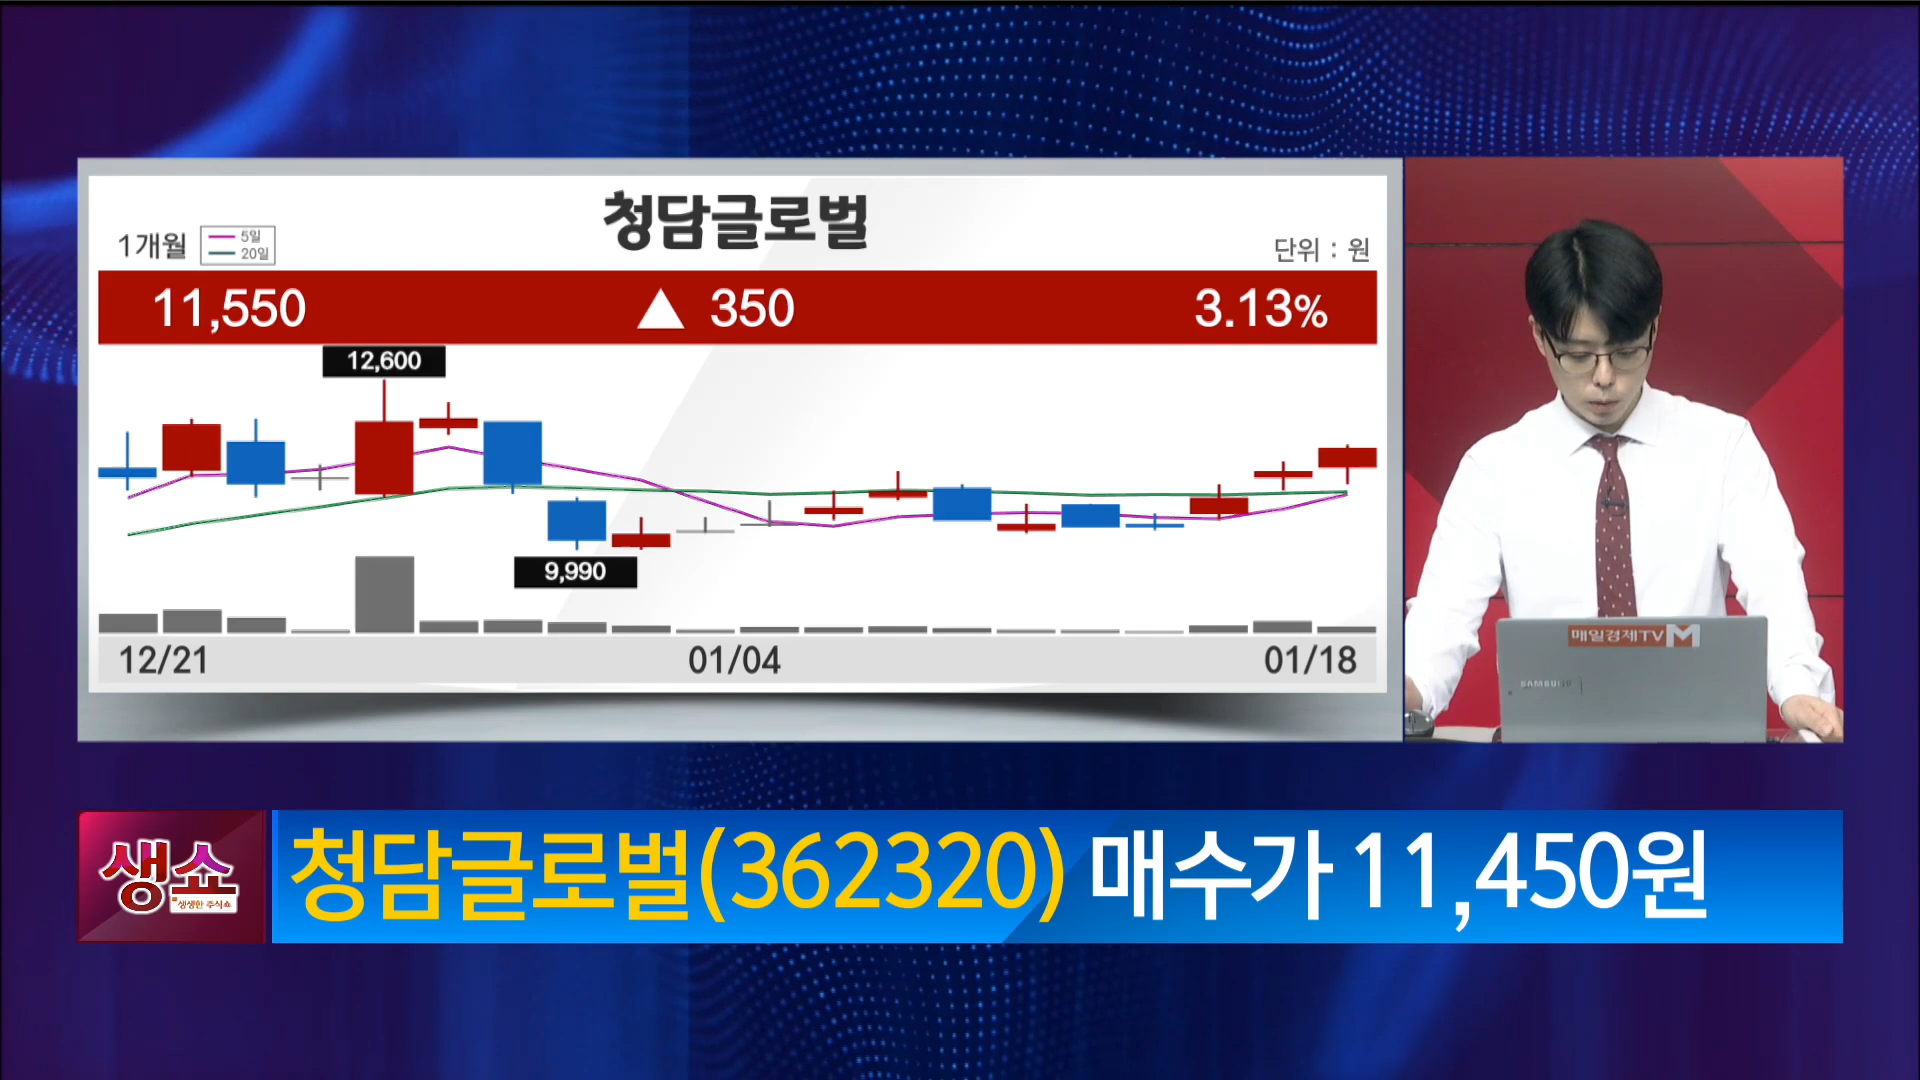 청담글로벌
1개월
5일
20일
단위 : 원
11,550 ▲ 350 3.13%
12,600
9,990
12/21 01/04 01/18
매일경제TV M
SAMSUNG
생쇼
생생한 주식쇼
청담글로벌(362320) 매수가 11,450원